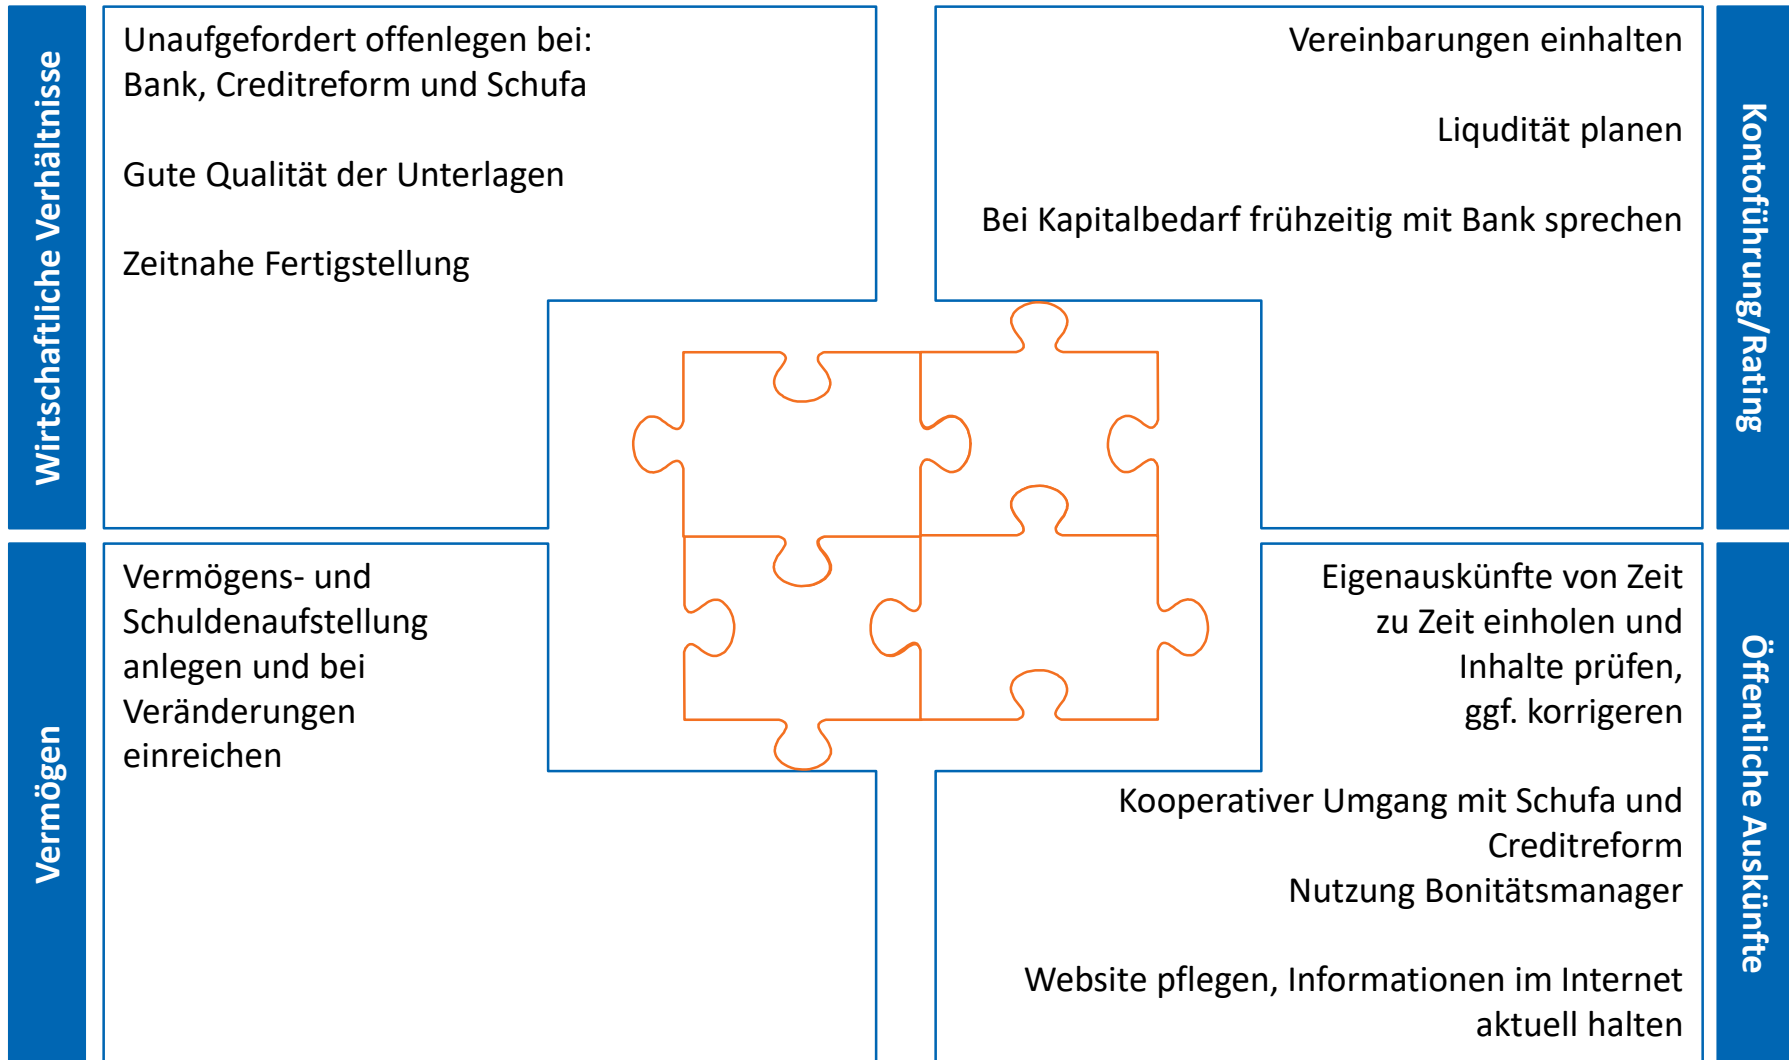 Wirtschaftliche Verhältnisse
Unaufgefordert offenlegen bei:
Bank, Creditreform und Schufa
Gute Qualität der Unterlagen
Zeitnahe Fertigstellung
Vereinbarungen einhalten
Liqudität planen
Bei Kapitalbedarf frühzeitig mit Bank sprechen
Kontoführung/Rating
Vermögen
Vermögens- und
Schuldenaufstellung
anlegen und bei
Veränderungen
einreichen
Eigenauskünfte von Zeit
zu Zeit einholen und
Inhalte prüfen,
ggf. korrigeren
Kooperativer Umgang mit Schufa und
Creditreform
Nutzung Bonitätsmanager
Website pflegen, Informationen im Internet
aktuell halten
Öffentliche Auskünfte